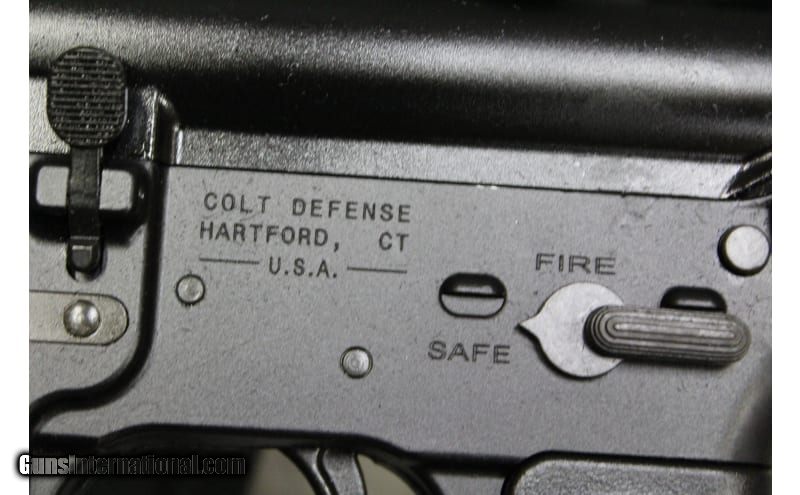 COLT DEFENSE
HARTFORD, CT
U.S.A.
FIRE
SAFE
GunsInternational.com